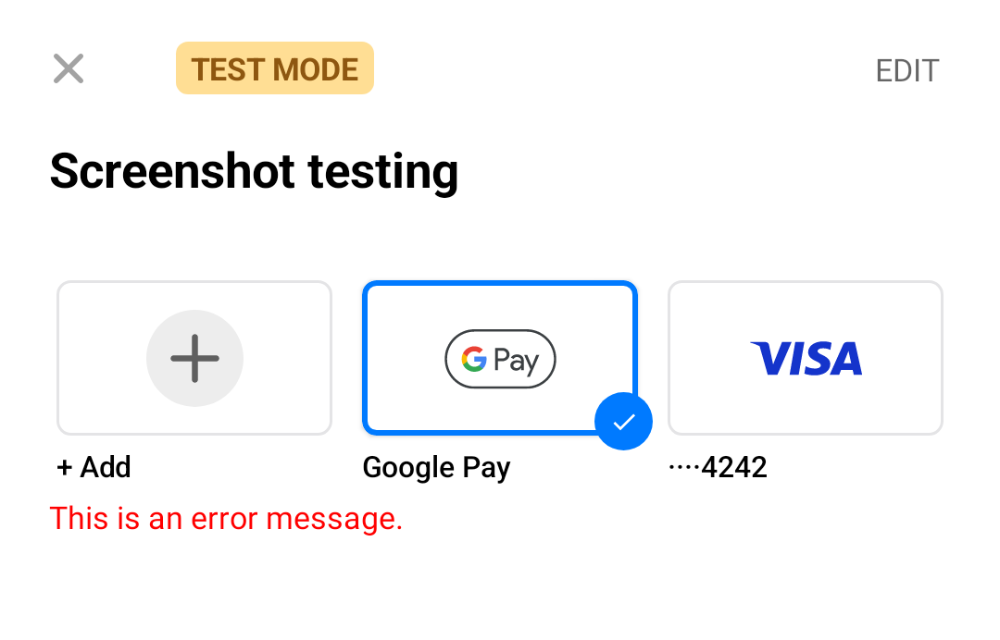 TEST MODE
EDIT
Screenshot testing
G Pay
VISA
+ Add
Google Pay
····4242
This is an error message.